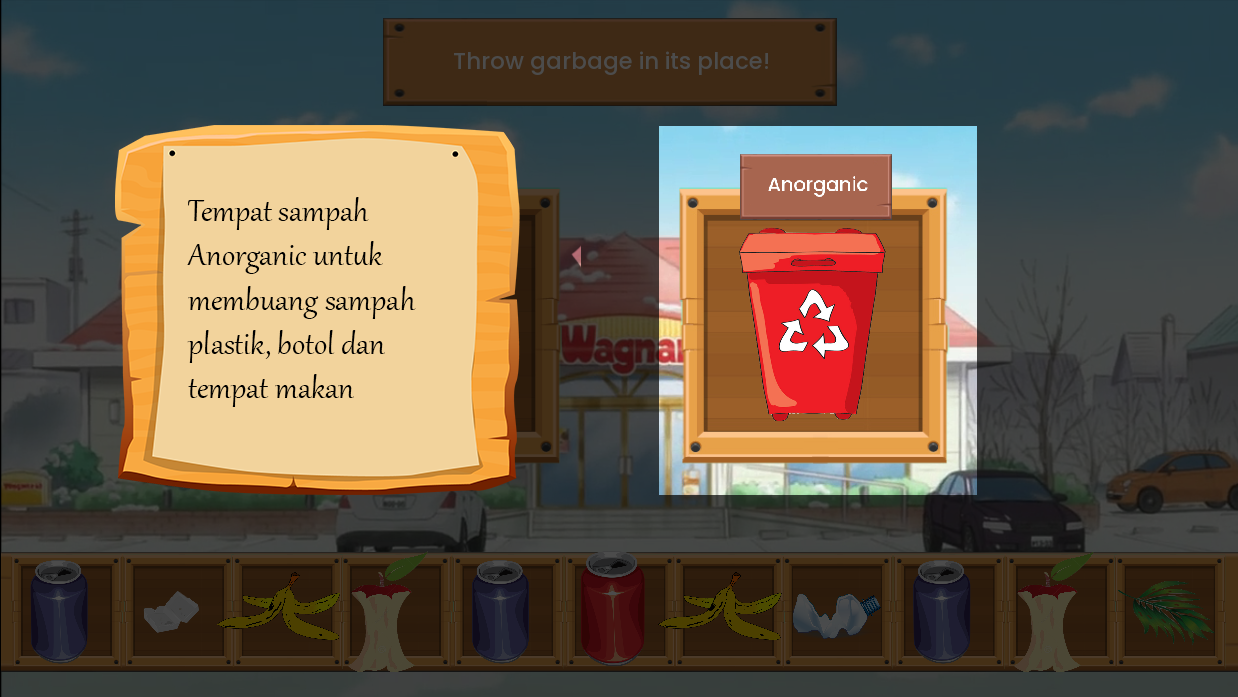 Throw garbage in its place!
Anorganic
Tempat sampah
Anorganic untuk
membuang sampah
plastik, botol dan
tempat makan